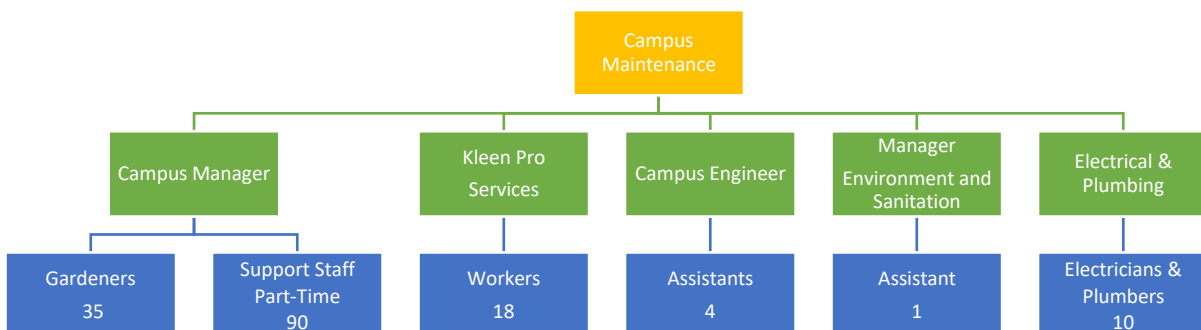 Campus
Maintenance
Campus Manager
Kleen Pro
Services
Campus Engineer
Manager
Environment and
Sanitation
Electrical &
Plumbing
Gardeners
35
Support Staff
Part-Time
90
Workers
18
Assistants
4
Assistant
1
Electricians &
Plumbers
10